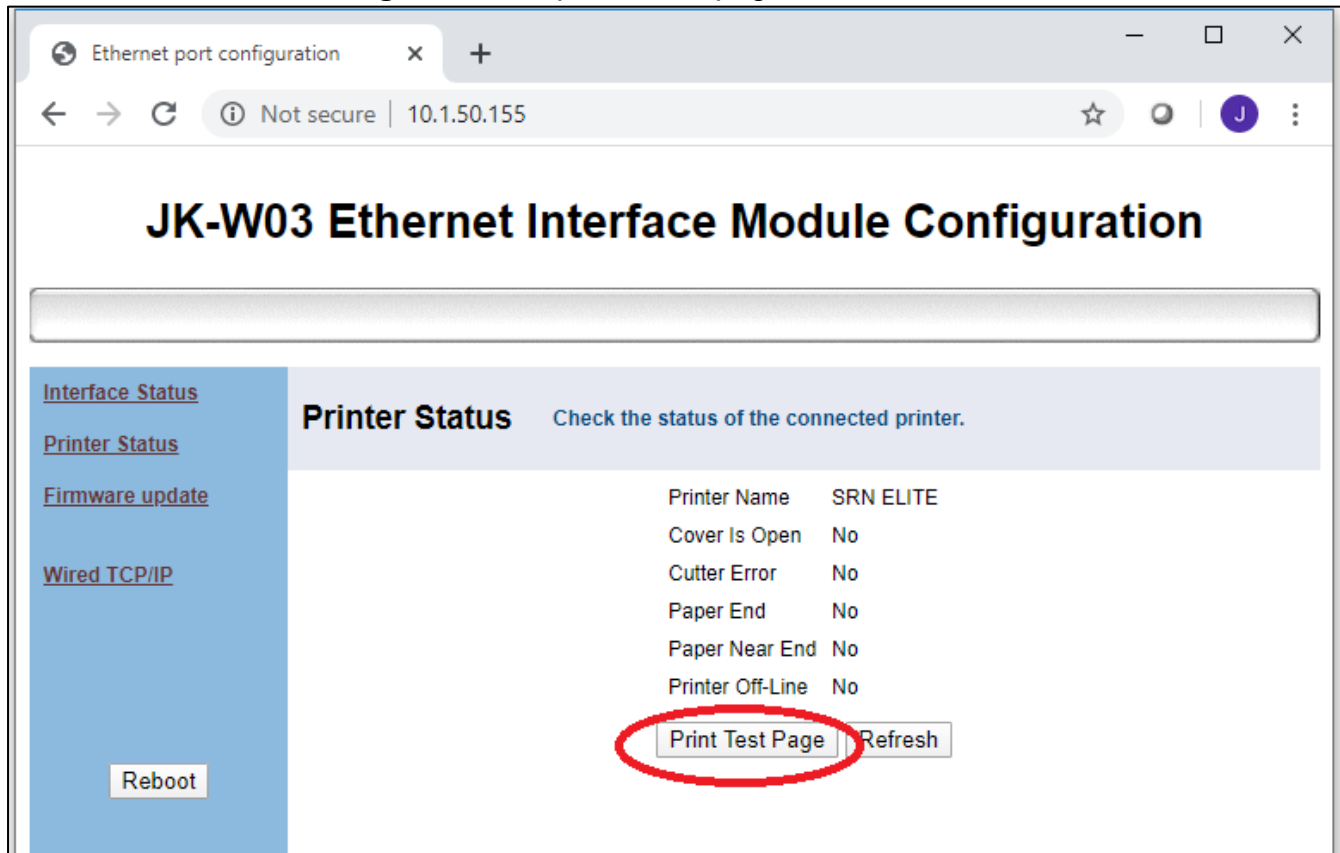 Ethernet port configuration
Not secure | 10.1.50.155
J
JK-W03 Ethernet Interface Module Configuration
Interface Status
Printer Status
Firmware update
Wired TCP/IP
Reboot
Printer Status Check the status of the connected printer.
Printer Name SRN ELITE
Cover Is Open No
Cutter Error No
Paper End No
Paper Near End No
Printer Off-Line No
Print Test Page Refresh